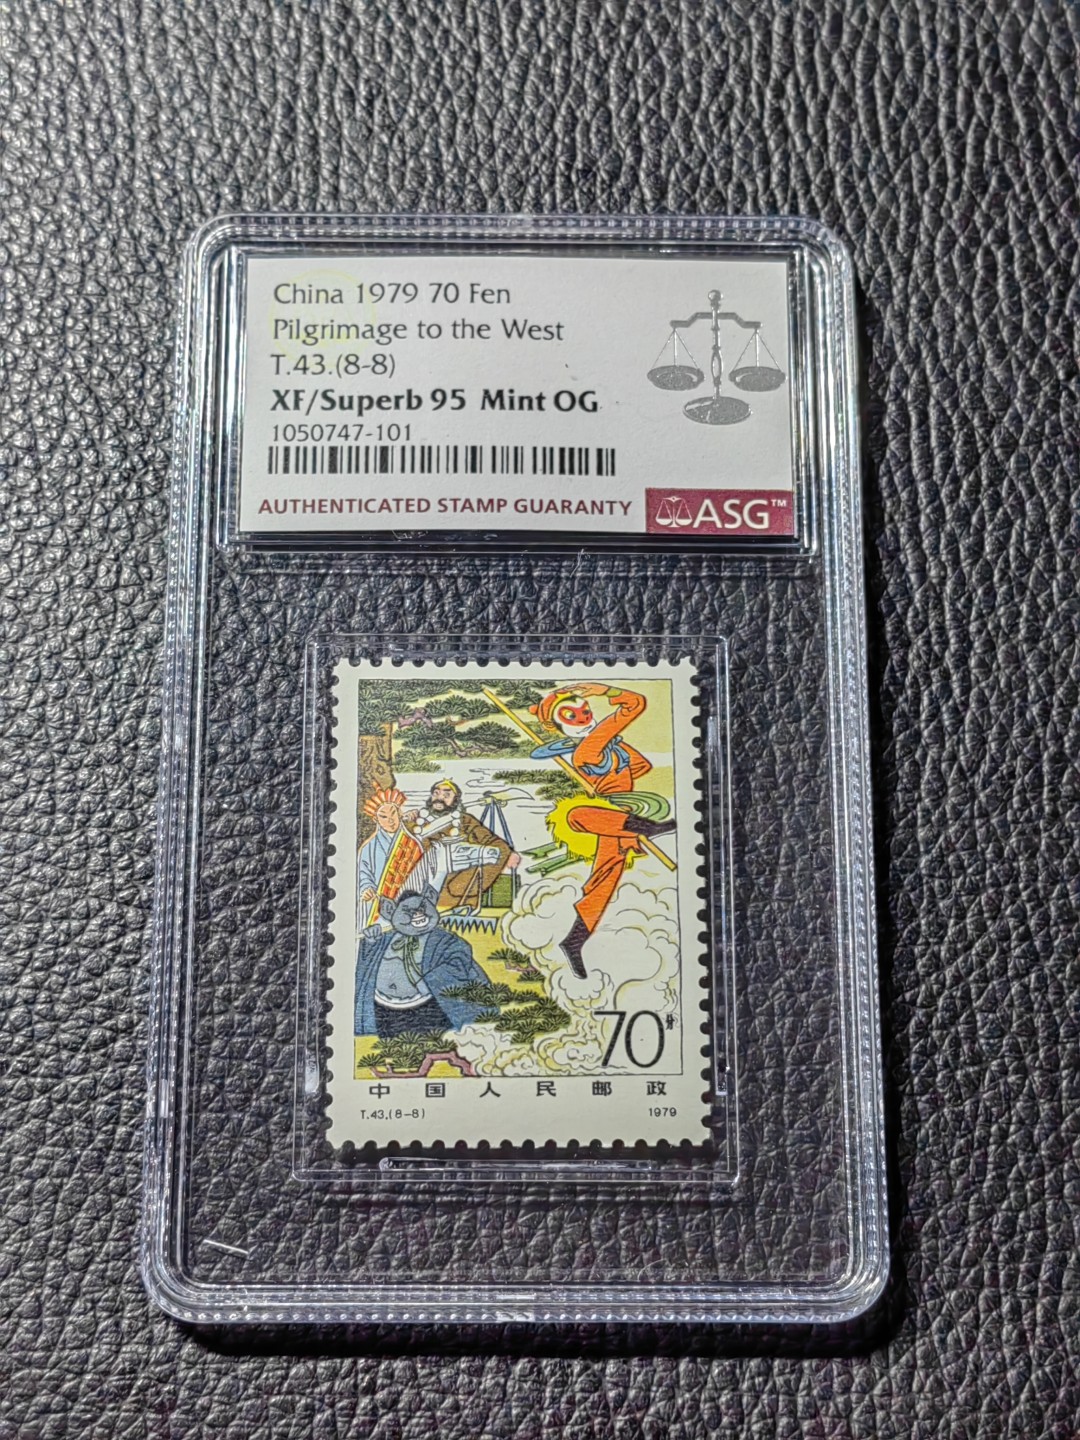 China 1979 70 Fen
Pilgrimage to the West
T.43.(8-8)
XF/Superb 95 Mint OG
1050747-101
AUTHENTICATED STAMP GUARANTY
ASG™
70分
中国人民邮政
T.43.(8-8) 1979